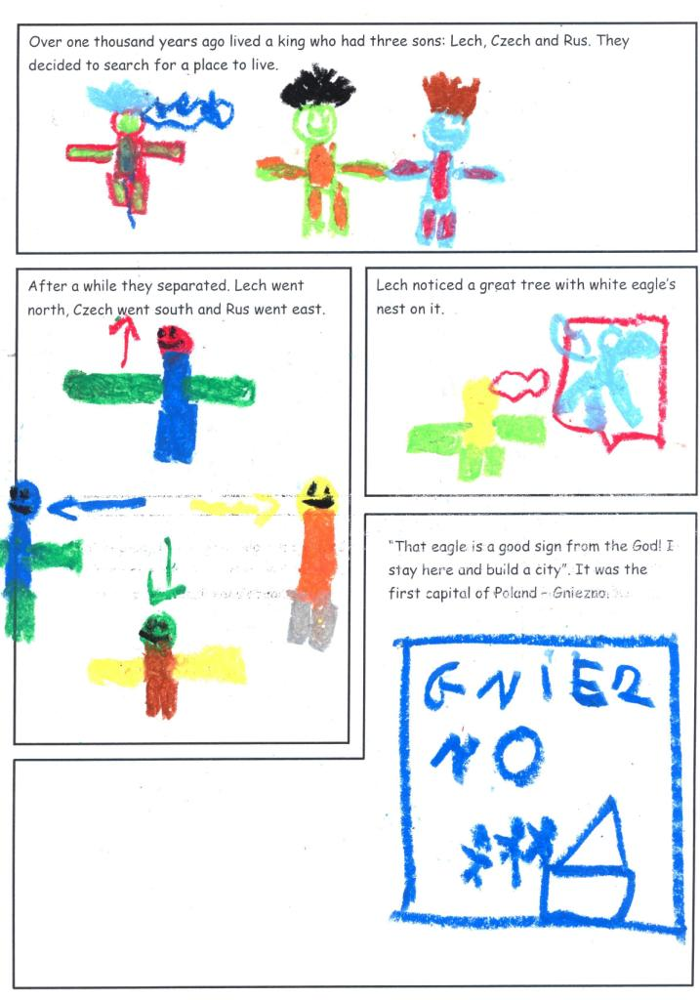 Over one thousand years ago lived a king who had three sons: Lech, Czech and Rus. They
decided to search for a place to live.
After a while they separated. Lech went
north, Czech went south and Rus went east.
Lech noticed a great tree with white eagle's
nest on it.
"That eagle is a good sign from the God! I
stay here and build a city". It was the
first capital of Poland – Gniezno.
GNIEZ
NO